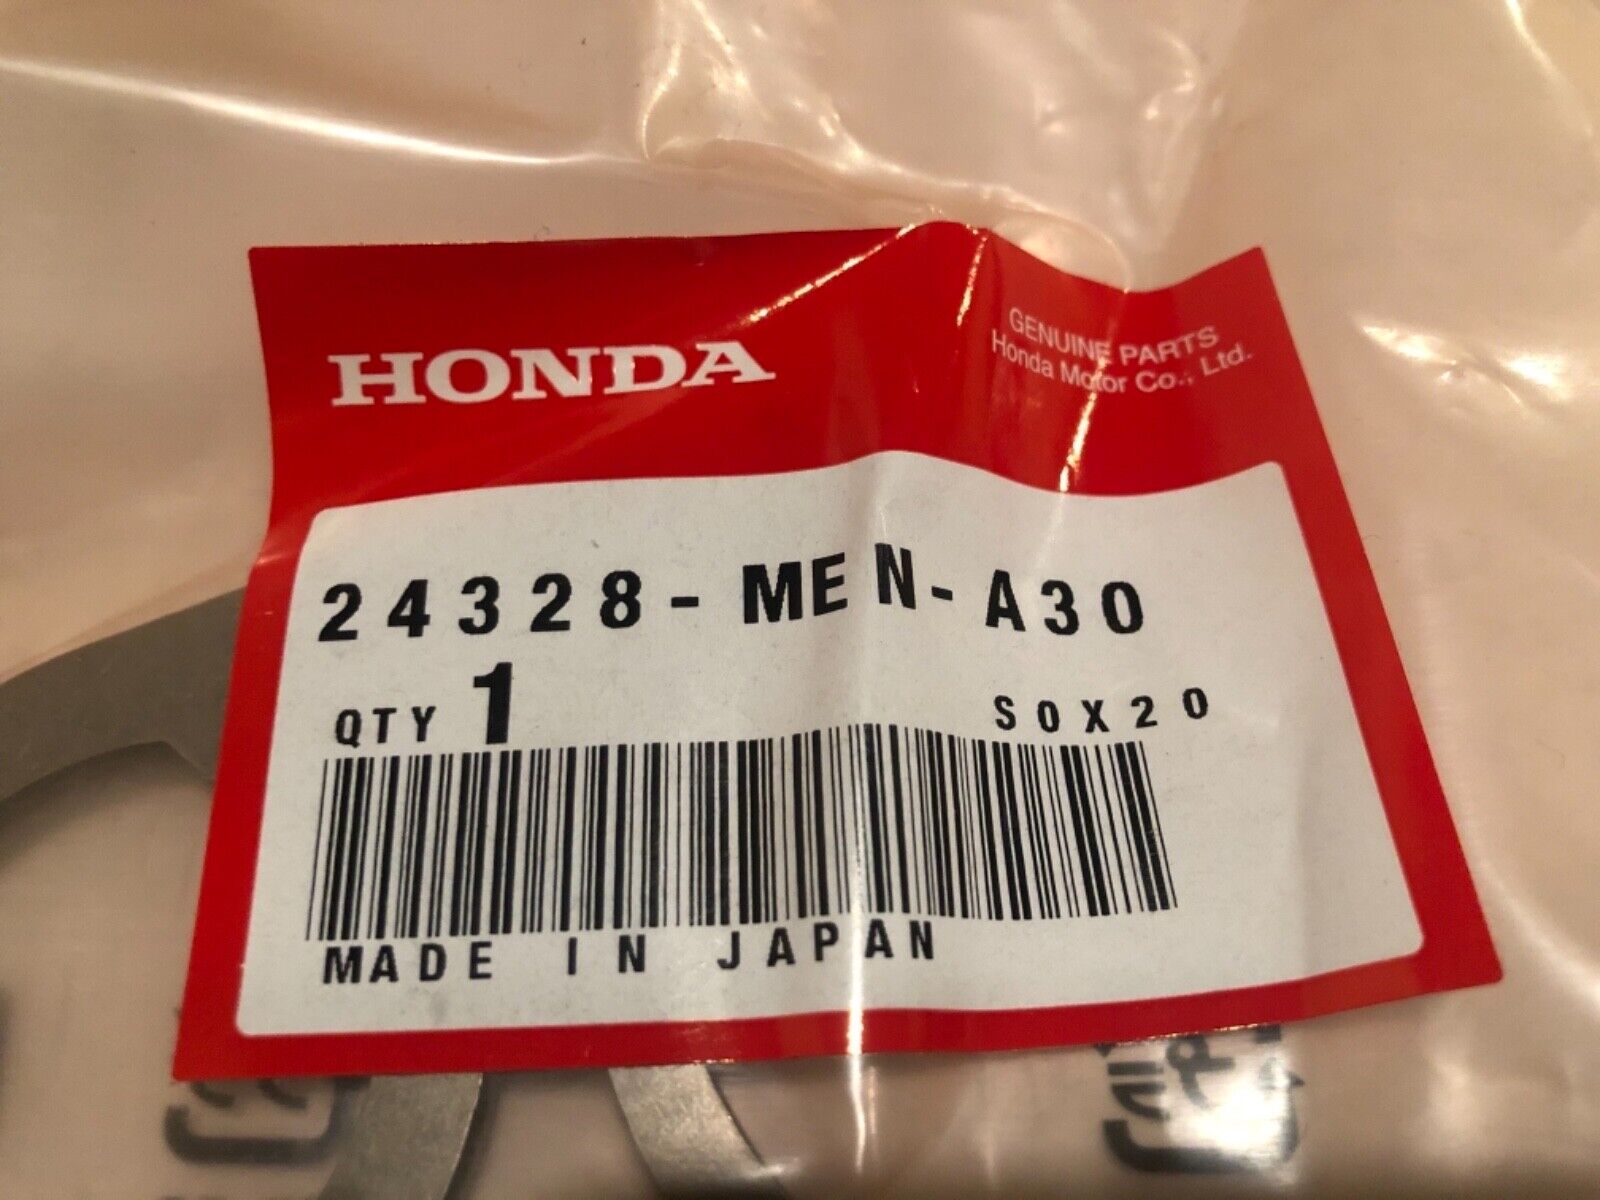 HONDA
GENUINE PARTS
Honda Motor Co., Ltd.
24328-MEN-A30
QTY 1 S0X20
MADE IN JAPAN